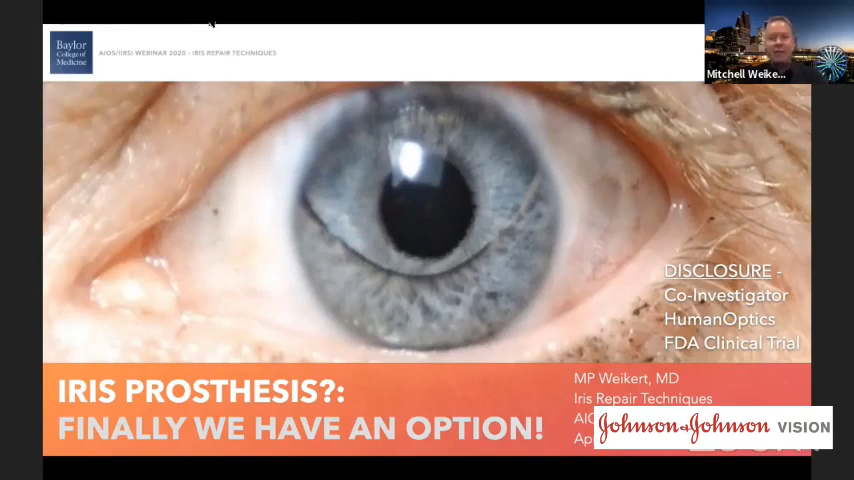 Baylor
College of
Medicine
AIOS/IIRSI WEBINAR 2020 - IRIS REPAIR TECHNIQUES
Mitchell Weike...
DISCLOSURE -
Co-Investigator
HumanOptics
FDA Clinical Trial
IRIS PROSTHESIS?:
FINALLY WE HAVE AN OPTION!
MP Weikert, MD
Iris Repair Techniques
Johnson & Johnson VISION